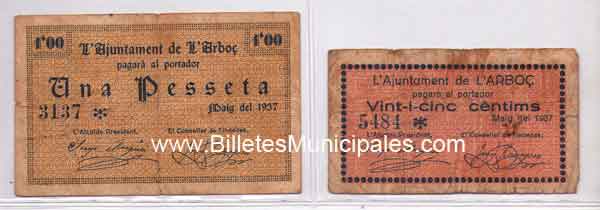 1'00 1'00
L'Ajuntament de L'Arboç
pagarà al portador
Una Pesseta
3137 * Maig del 1937
L'Alcalde President, El Conseller de Finances,
L'Ajuntament de L'ARBOÇ
pagarà al portador
Vint-i-cinc cèntims
5484 * Maig del 1937
L'Alcalde President, El Conseller de Finances,
www.BilletesMunicipales.com